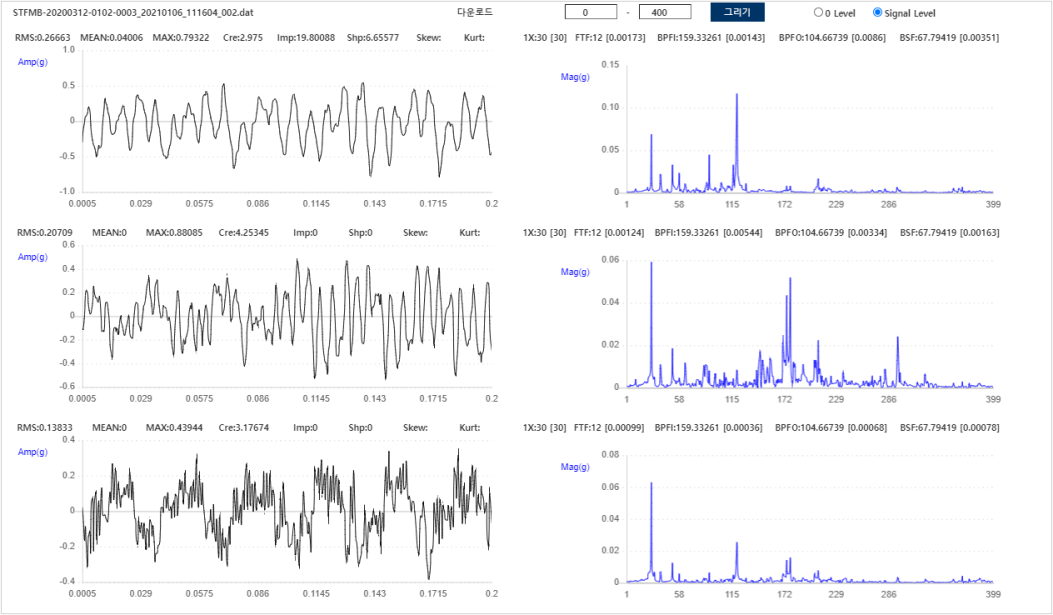 STFMB-20200312-0102-0003_20210106_111604_002.dat 다운로드 0 - 400 그리기 0 Level Signal Level
RMS:0.26663 MEAN:0.04006 MAX:0.79322 Cre:2.975 Imp:19.80088 Shp:6.65577 Skew: Kurt:
Amp(g)
1.0
0.5
0
-0.5
-1.0
0.0005 0.029 0.0575 0.086 0.1145 0.143 0.1715 0.2
1X:30 [30] FTF:12 [0.00173] BPFI:159.33261 [0.00143] BPFO:104.66739 [0.0086] BSF:67.79419 [0.00351]
Mag(g)
0.15
0.10
0.05
0
1 58 115 172 229 286 399
RMS:0.20709 MEAN:0 MAX:0.88085 Cre:4.25345 Imp:0 Shp:0 Skew: Kurt:
Amp(g)
0.6
0.4
0.2
0
-0.2
-0.4
-0.6
0.0005 0.029 0.0575 0.086 0.1145 0.143 0.1715 0.2
1X:30 [30] FTF:12 [0.00124] BPFI:159.33261 [0.00544] BPFO:104.66739 [0.00334] BSF:67.79419 [0.00163]
Mag(g)
0.06
0.04
0.02
0
1 58 115 172 229 286 399
RMS:0.13833 MEAN:0 MAX:0.43944 Cre:3.17674 Imp:0 Shp:0 Skew: Kurt:
Amp(g)
0.4
0.2
0
-0.2
-0.4
0.0005 0.029 0.0575 0.086 0.1145 0.143 0.1715 0.2
1X:30 [30] FTF:12 [0.00099] BPFI:159.33261 [0.00036] BPFO:104.66739 [0.00068] BSF:67.79419 [0.00078]
Mag(g)
0.08
0.06
0.04
0.02
0
1 58 115 172 229 286 399